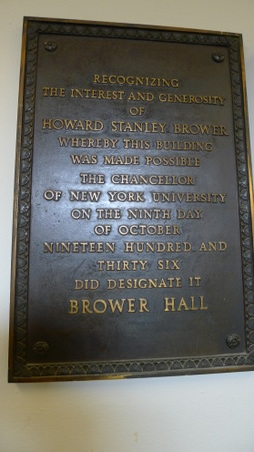 RECOGNIZING
THE INTEREST AND GENEROSITY
OF
HOWARD STANLEY BROWER
WHEREBY THIS BUILDING
WAS MADE POSSIBLE
THE CHANCELLOR
OF NEW YORK UNIVERSITY
ON THE NINTH DAY
OF OCTOBER
NINETEEN HUNDRED AND
THIRTY SIX
DID DESIGNATE IT
BROWER HALL